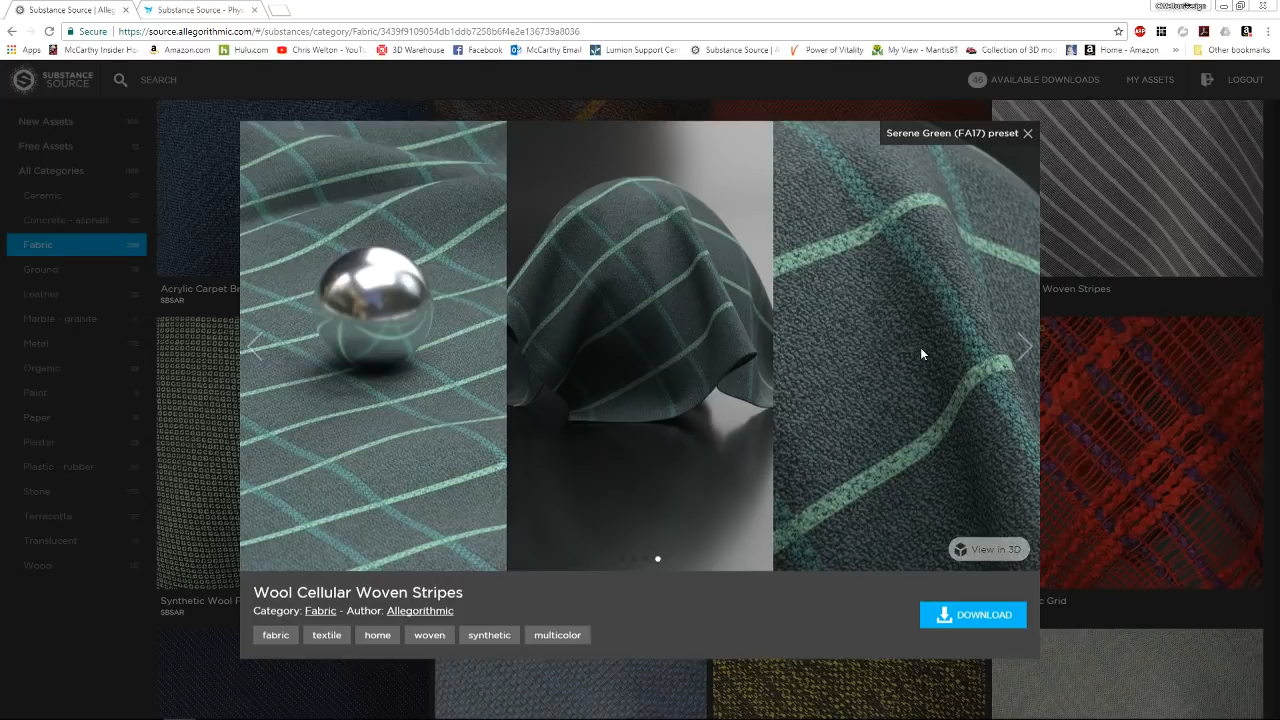 Substance Source | Alleg
Substance Source - Phys
Secure https://source.allegorithmic.com/#/substances/category/Fabric/
Apps McCarthy Insider Ho Amazon.com Hulu.com Chris Welton - YouTu 3D Warehouse Facebook McCarthy Email Lumion Support Cen Substance Source | A Power of Vitality My View - MantisBT Collection of 3D mod Home - Amazon » Other bookmarks
SUBSTANCE
SOURCE
SEARCH
46 AVAILABLE DOWNLOADS MY ASSETS LOGOUT
New Assets
Free Assets
All Categories
Ceramic
Concrete - asphalt
Fabric
Ground
Leather
Marble - granite
Metal
Organic
Paint
Paper
Plaster
Plastic - rubber
Stone
Terracotta
Translucent
Wood
Acrylic Carpet Br
SBSAR
Woven Stripes
Synthetic Wool F
SBSAR
c Grid
Serene Green (FA17) preset
View in 3D
Wool Cellular Woven Stripes
Category: Fabric - Author: Allegorithmic
DOWNLOAD
fabric textile home woven synthetic multicolor